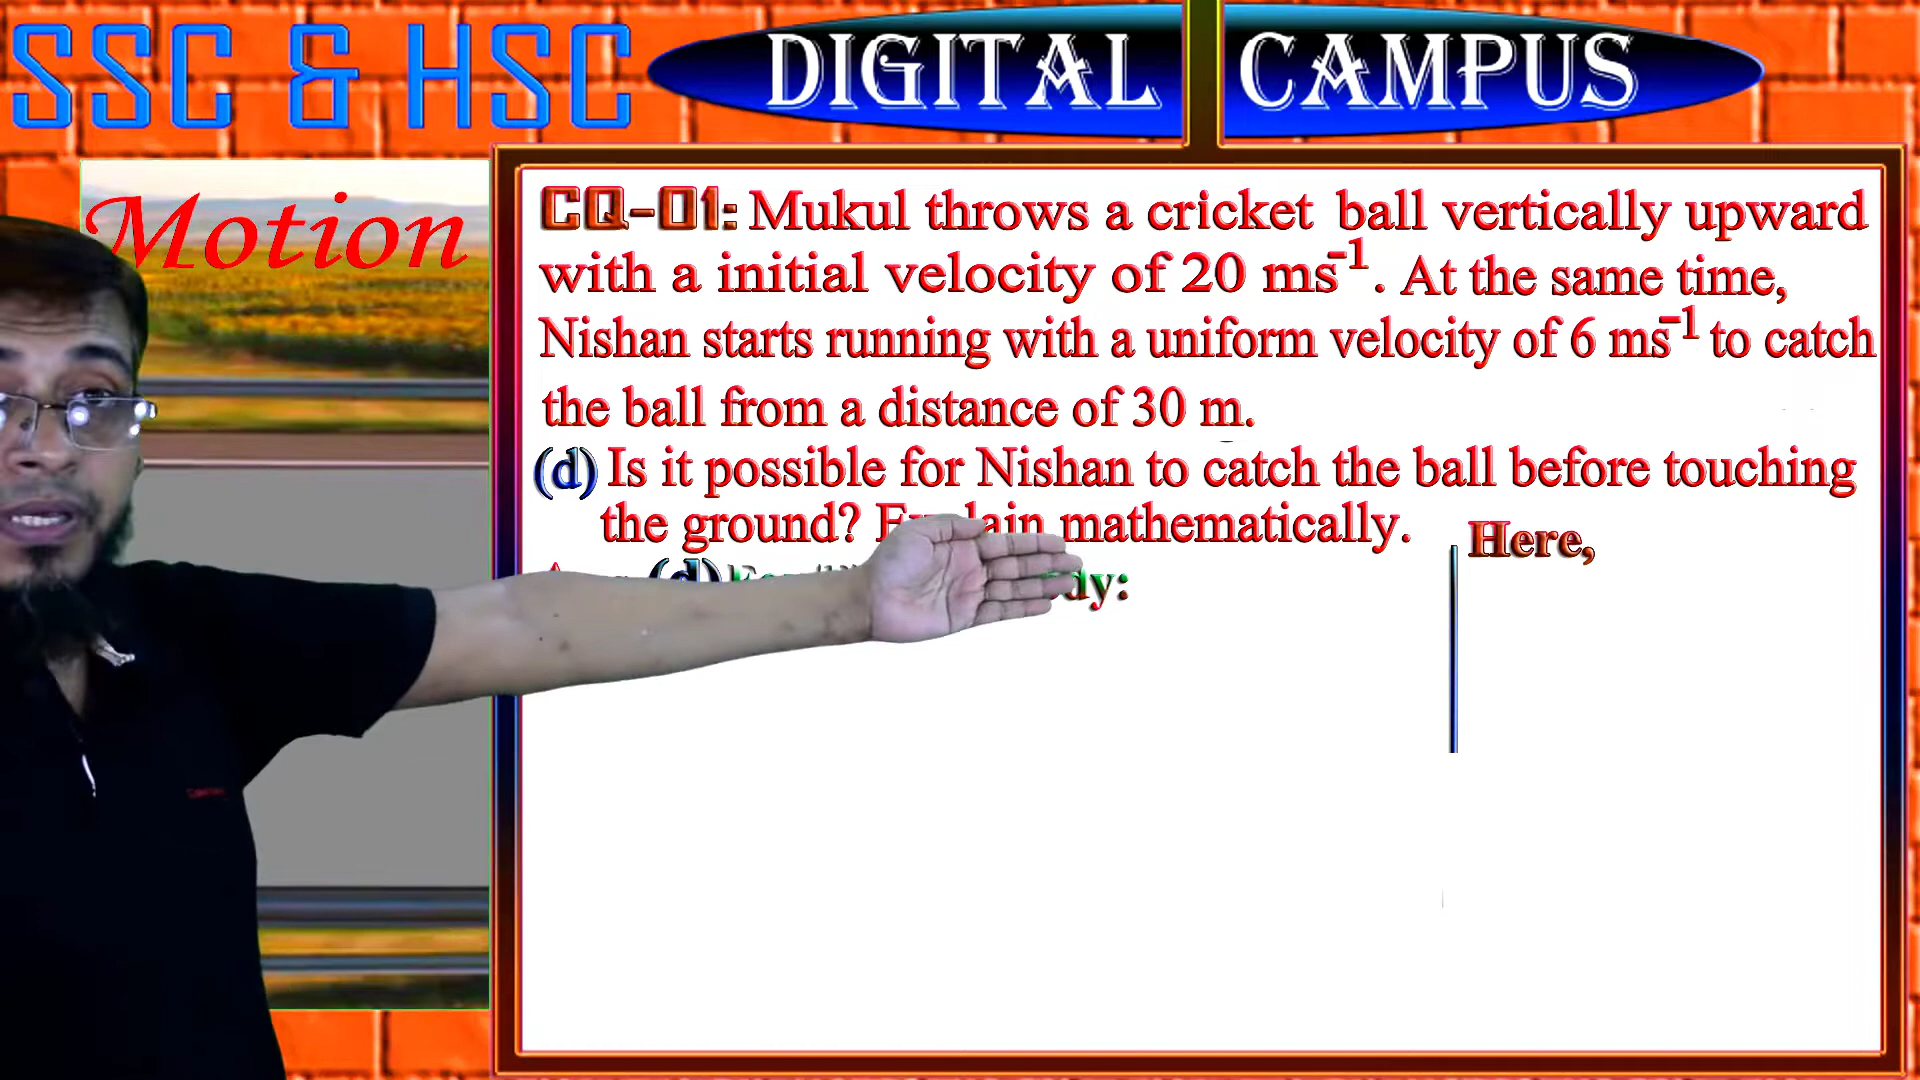 SSC & HSC DIGITAL CAMPUS
Motion
CQ-01: Mukul throws a cricket ball vertically upward
with a initial velocity of 20 ms⁻¹. At the same time,
Nishan starts running with a uniform velocity of 6 ms⁻¹ to catch
the ball from a distance of 30 m.
(d) Is it possible for Nishan to catch the ball before touching
the ground? Explain mathematically.
Here,
(d)